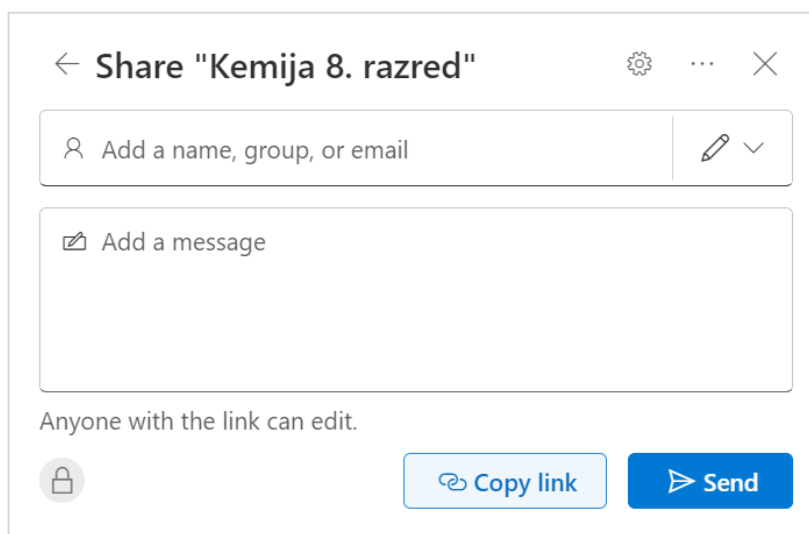 Share "Kemija 8. razred"
Add a name, group, or email
Add a message
Anyone with the link can edit.
Copy link
Send